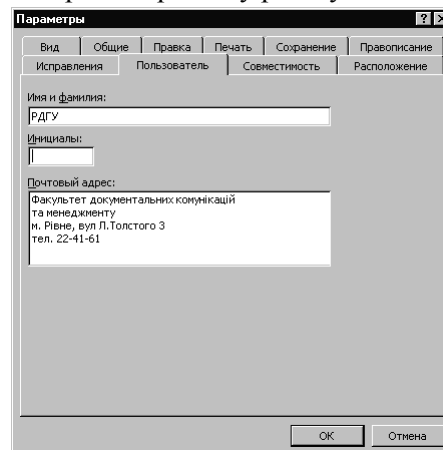 Параметры
Вид Общие Правка Печать Сохранение Правописание
Исправления Пользователь Совместимость Расположение
Имя и фамилия:
РДГУ
Инициалы:
Почтовый адрес:
Факультет документальних комунікацій
та менеджменту
м. Рівне, вул Л.Толстого 3
тел. 22-41-61
ОК Отмена